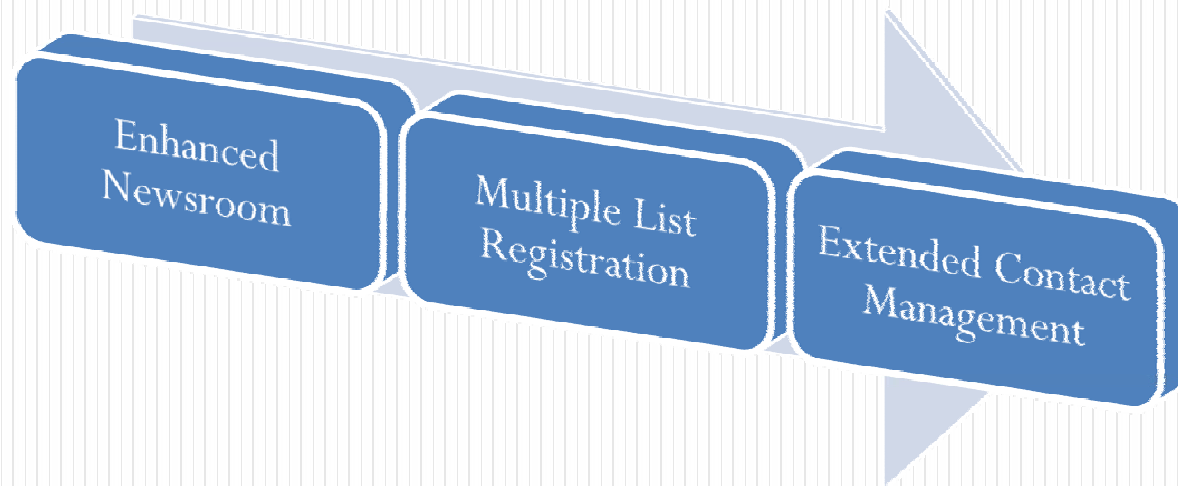 Enhanced
Newsroom
Multiple List
Registration
Extended Contact
Management